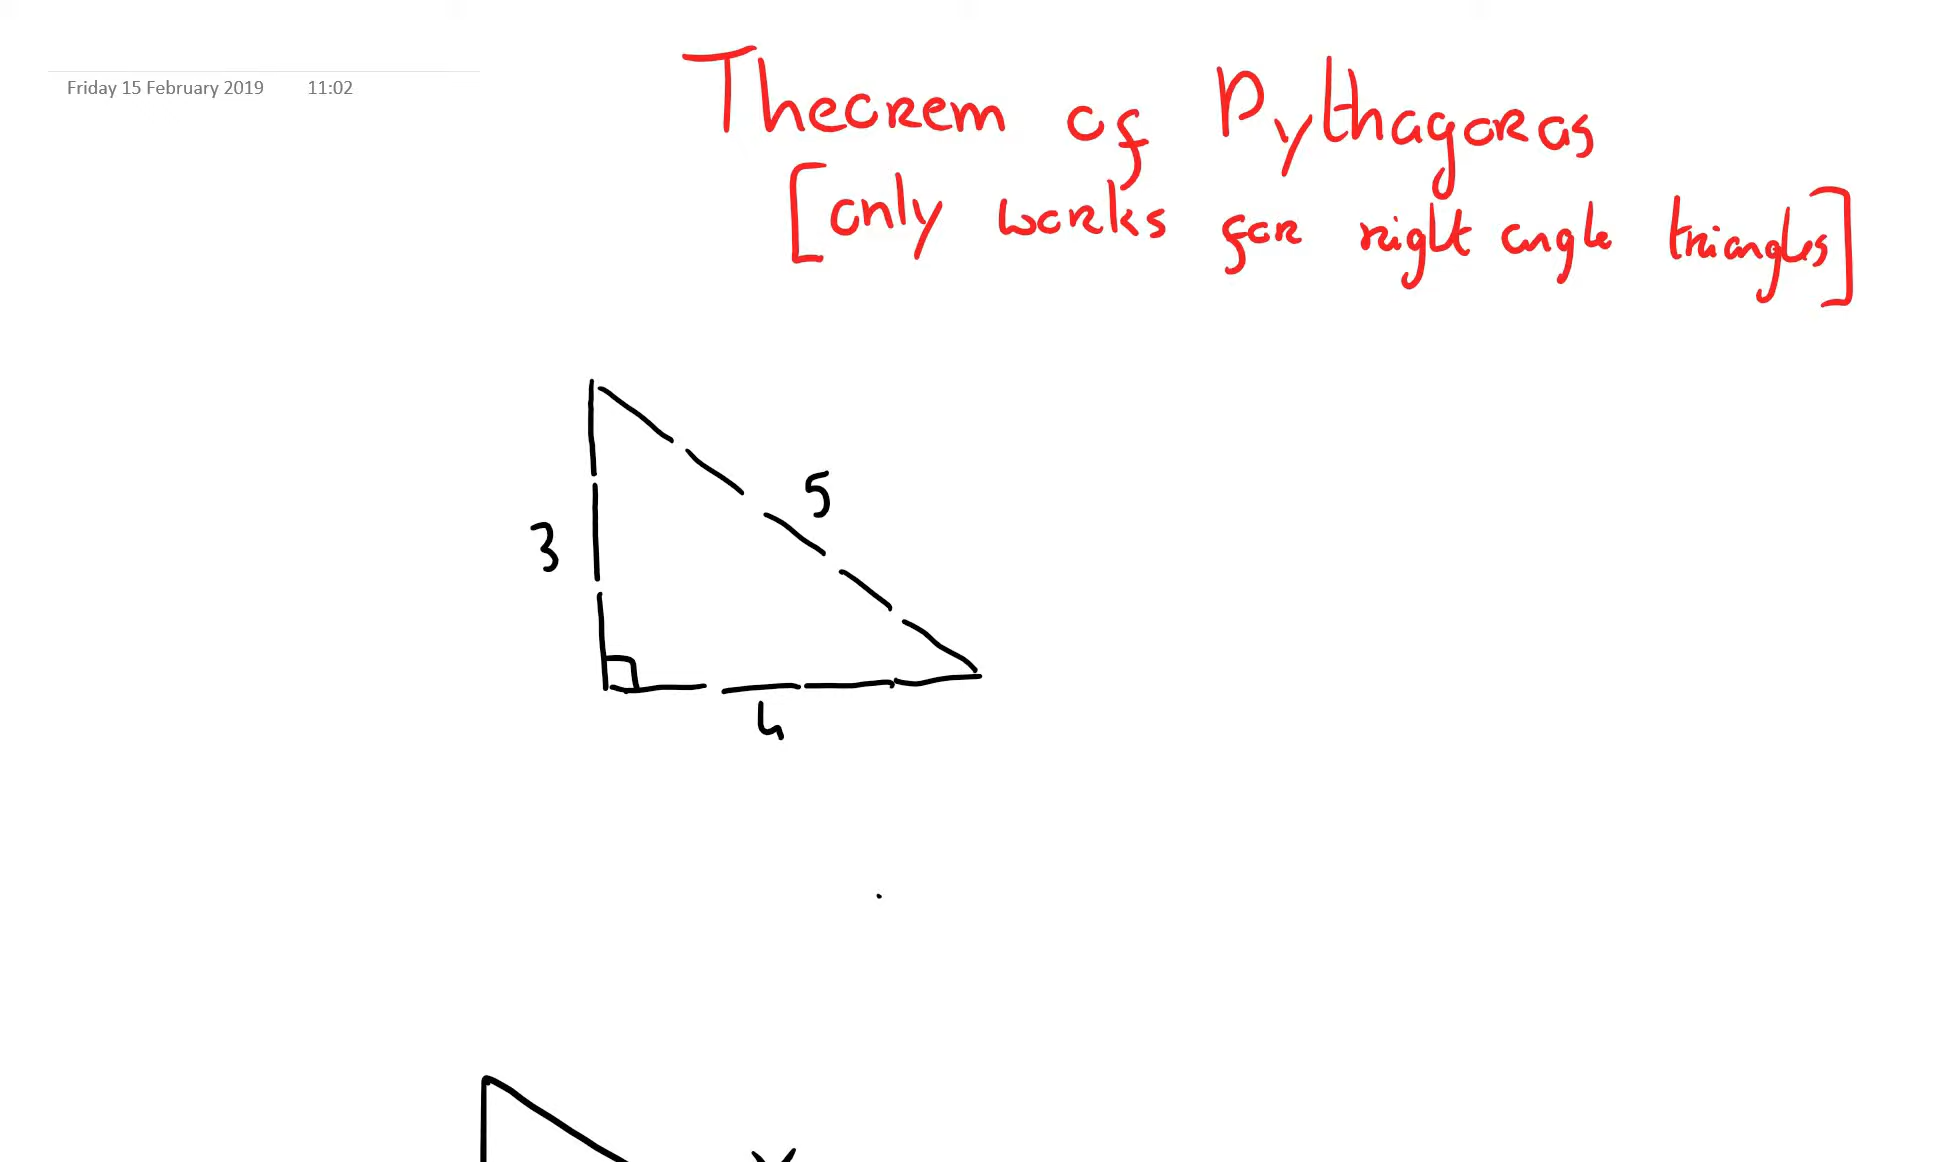 Friday 15 February 2019 11:02
Theorem of Pythagoras
[only works for right angle triangles]
5
3
4